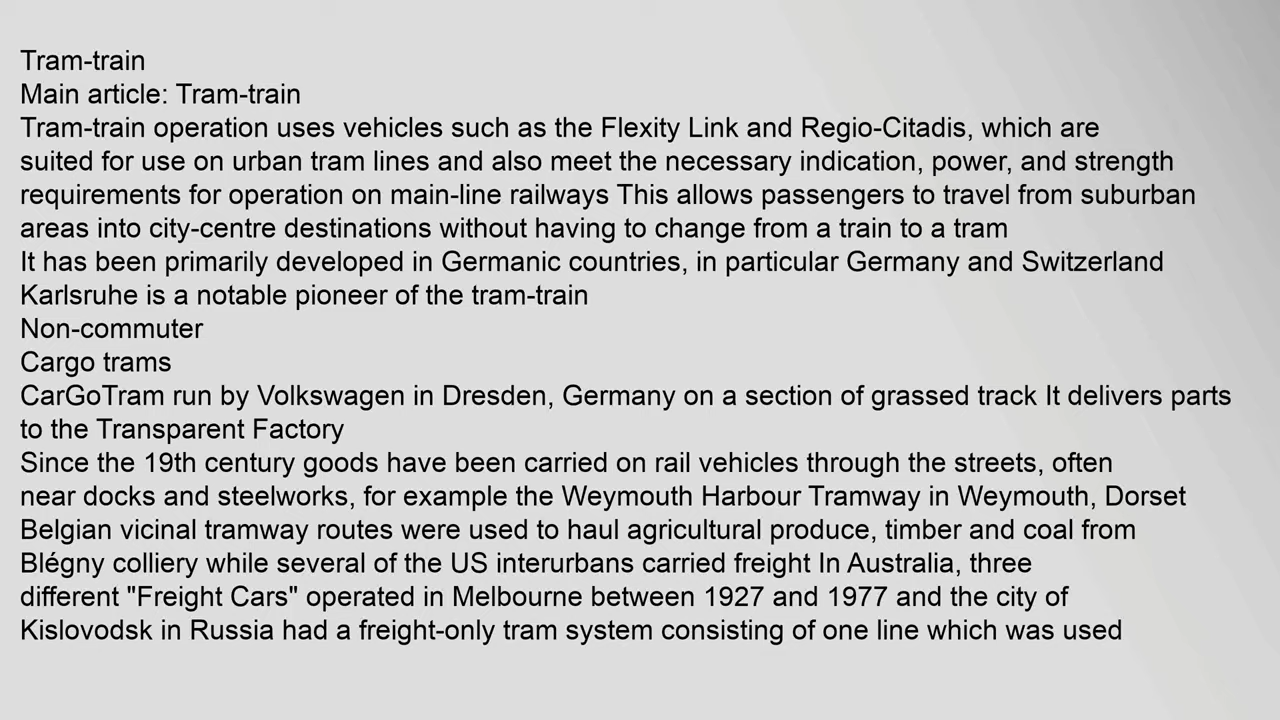 Tram-train
Main article: Tram-train
Tram-train operation uses vehicles such as the Flexity Link and Regio-Citadis, which are
suited for use on urban tram lines and also meet the necessary indication, power, and strength
requirements for operation on main-line railways This allows passengers to travel from suburban
areas into city-centre destinations without having to change from a train to a tram
It has been primarily developed in Germanic countries, in particular Germany and Switzerland
Karlsruhe is a notable pioneer of the tram-train
Non-commuter
Cargo trams
CarGoTram run by Volkswagen in Dresden, Germany on a section of grassed track It delivers parts
to the Transparent Factory
Since the 19th century goods have been carried on rail vehicles through the streets, often
near docks and steelworks, for example the Weymouth Harbour Tramway in Weymouth, Dorset
Belgian vicinal tramway routes were used to haul agricultural produce, timber and coal from
Blégny colliery while several of the US interurbans carried freight In Australia, three
different "Freight Cars" operated in Melbourne between 1927 and 1977 and the city of
Kislovodsk in Russia had a freight-only tram system consisting of one line which was used